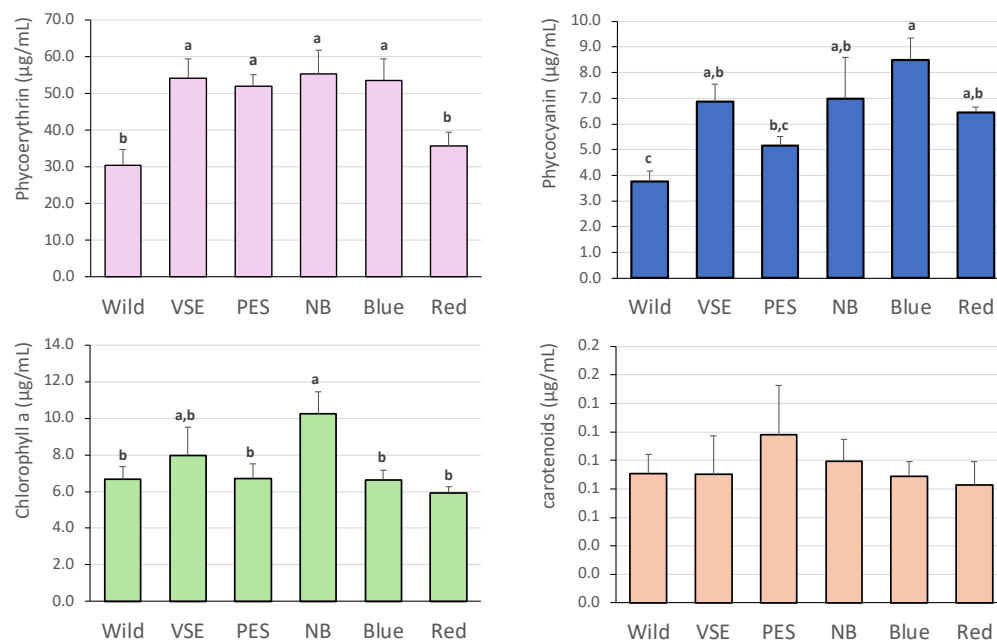 Phycoerythrin (µg/mL)
70.0
60.0
50.0
40.0
30.0
20.0
10.0
0.0
b
a
a
a
a
b
Wild VSE PES NB Blue Red
Phycocyanin (µg/mL)
10.0
9.0
8.0
7.0
6.0
5.0
4.0
3.0
2.0
1.0
0.0
c
a,b
b,c
a,b
a
a,b
Wild VSE PES NB Blue Red
Chlorophyll a (µg/mL)
14.0
12.0
10.0
8.0
6.0
4.0
2.0
0.0
b
a,b
b
a
b
b
Wild VSE PES NB Blue Red
carotenoids (µg/mL)
0.2
0.2
0.1
0.1
0.1
0.1
0.1
0.0
0.0
0.0
Wild VSE PES NB Blue Red